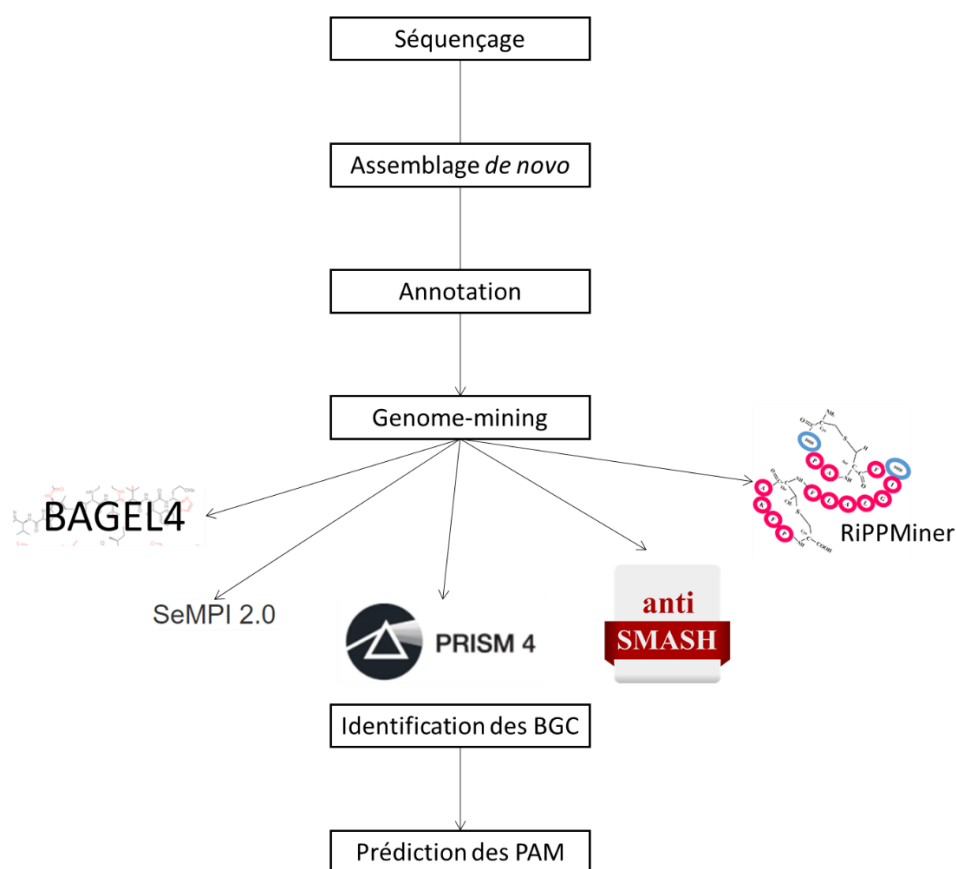 Séquençage
Assemblage de novo
Annotation
Genome-mining
BAGEL4
RiPPMiner
SeMPI 2.0
PRISM 4
anti
SMASH
Identification des BGC
Prédiction des PAM